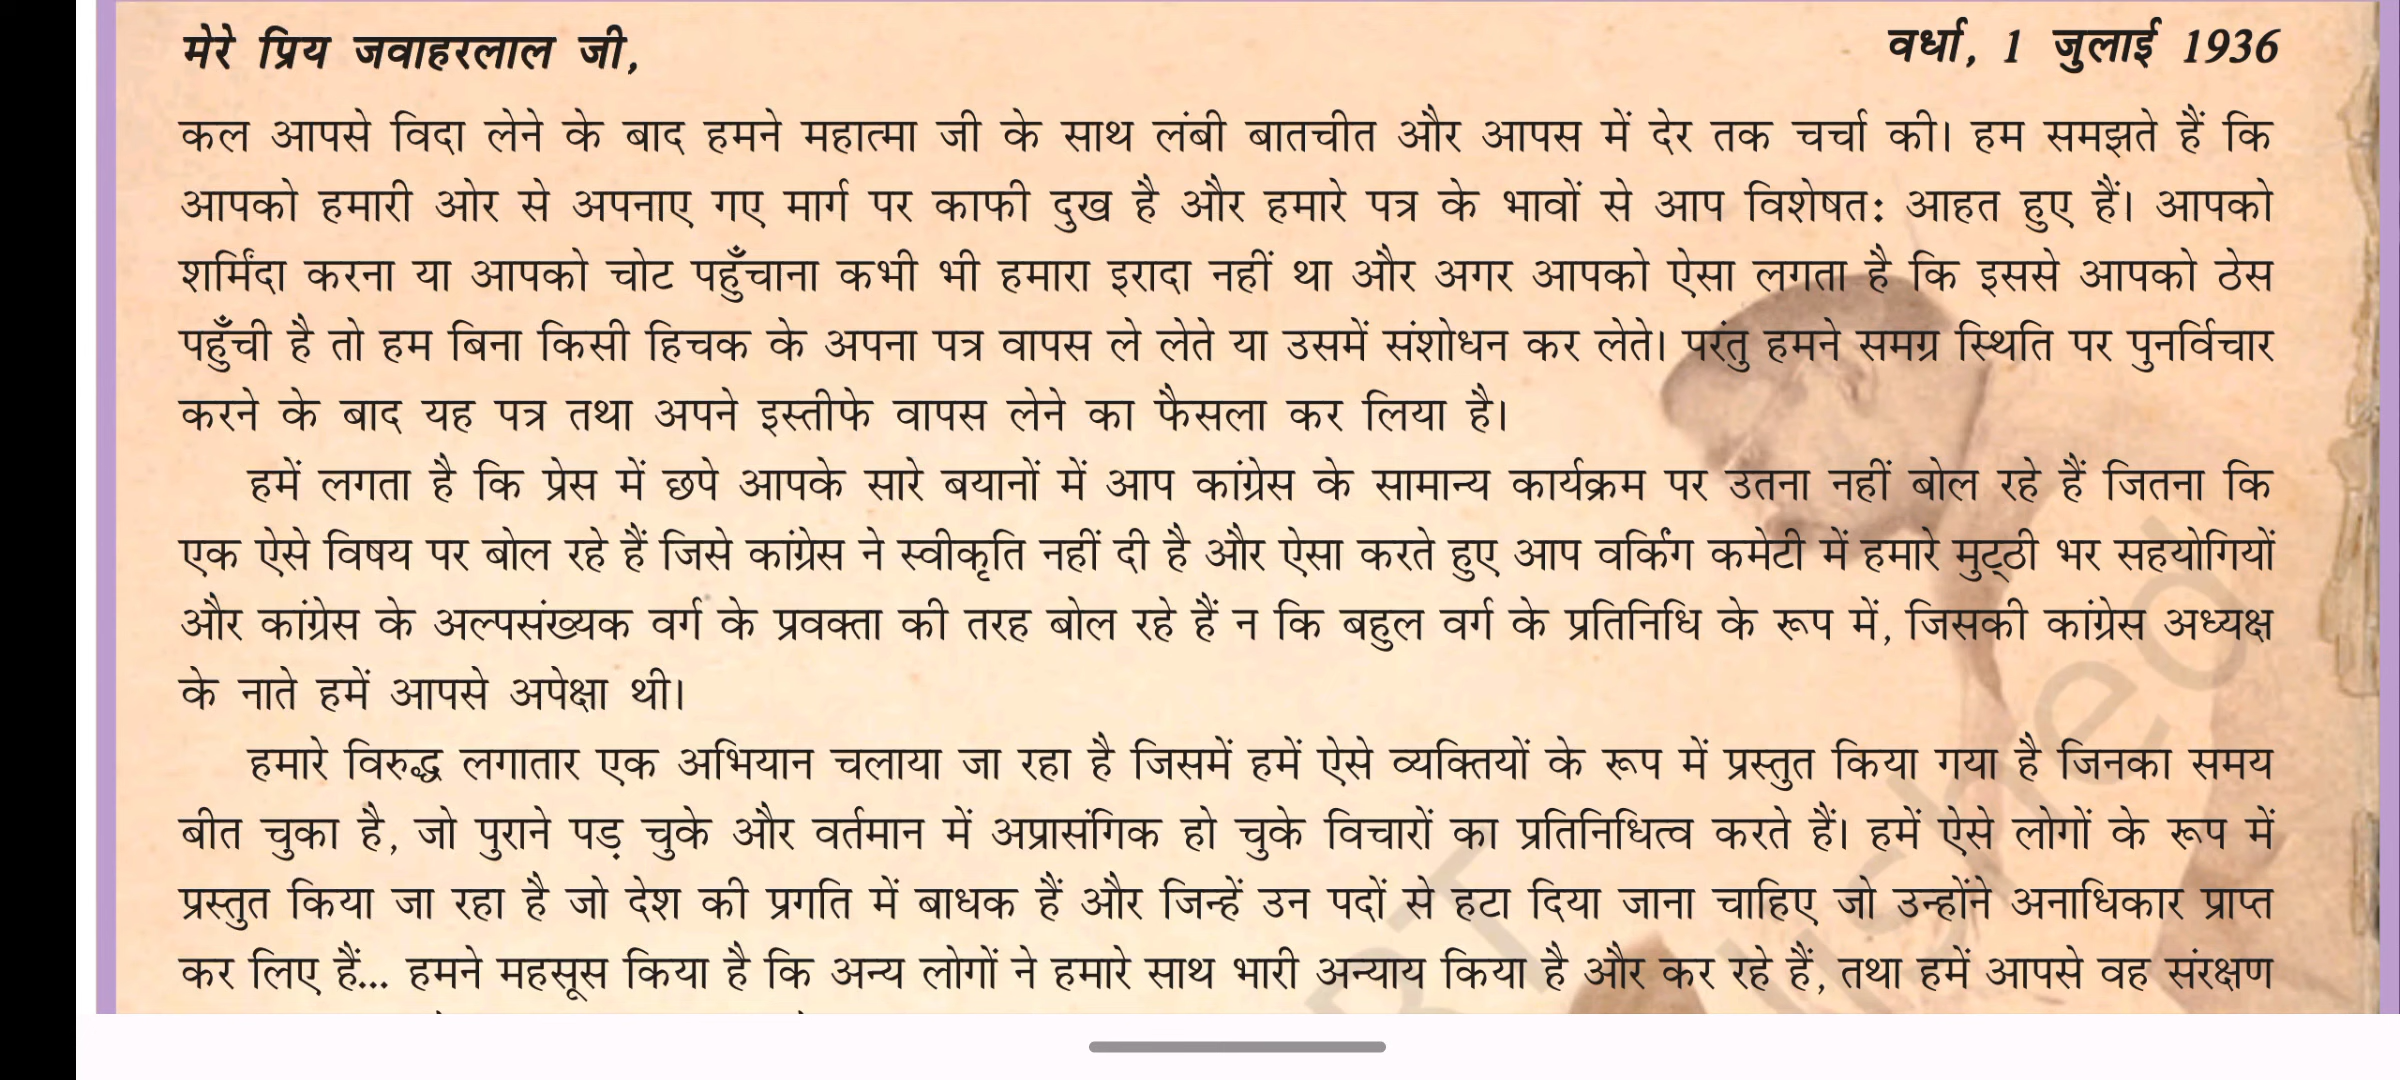 मेरे प्रिय जवाहरलाल जी, वर्धा, 1 जुलाई 1936
कल आपसे विदा लेने के बाद हमने महात्मा जी के साथ लंबी बातचीत और आपस में देर तक चर्चा की। हम समझते हैं कि
आपको हमारी ओर से अपनाए गए मार्ग पर काफी दुख है और हमारे पत्र के भावों से आप विशेषतः आहत हुए हैं। आपको
शर्मिंदा करना या आपको चोट पहुँचाना कभी भी हमारा इरादा नहीं था और अगर आपको ऐसा लगता है कि इससे आपको ठेस
पहुँची है तो हम बिना किसी हिचक के अपना पत्र वापस ले लेते या उसमें संशोधन कर लेते। परंतु हमने समग्र स्थिति पर पुनर्विचार
करने के बाद यह पत्र तथा अपने इस्तीफे वापस लेने का फैसला कर लिया है।
हमें लगता है कि प्रेस में छपे आपके सारे बयानों में आप कांग्रेस के सामान्य कार्यक्रम पर उतना नहीं बोल रहे हैं जितना कि
एक ऐसे विषय पर बोल रहे हैं जिसे कांग्रेस ने स्वीकृति नहीं दी है और ऐसा करते हुए आप वर्किंग कमेटी में हमारे मुट्ठी भर सहयोगियों
और कांग्रेस के अल्पसंख्यक वर्ग के प्रवक्ता की तरह बोल रहे हैं न कि बहुल वर्ग के प्रतिनिधि के रूप में, जिसकी कांग्रेस अध्यक्ष
के नाते हमें आपसे अपेक्षा थी।
हमारे विरुद्ध लगातार एक अभियान चलाया जा रहा है जिसमें हमें ऐसे व्यक्तियों के रूप में प्रस्तुत किया गया है जिनका समय
बीत चुका है, जो पुराने पड़ चुके और वर्तमान में अप्रासंगिक हो चुके विचारों का प्रतिनिधित्व करते हैं। हमें ऐसे लोगों के रूप में
प्रस्तुत किया जा रहा है जो देश की प्रगति में बाधक हैं और जिन्हें उन पदों से हटा दिया जाना चाहिए जो उन्होंने अनाधिकार प्राप्त
कर लिए हैं... हमने महसूस किया है कि अन्य लोगों ने हमारे साथ भारी अन्याय किया है और कर रहे हैं, तथा हमें आपसे वह संरक्षण